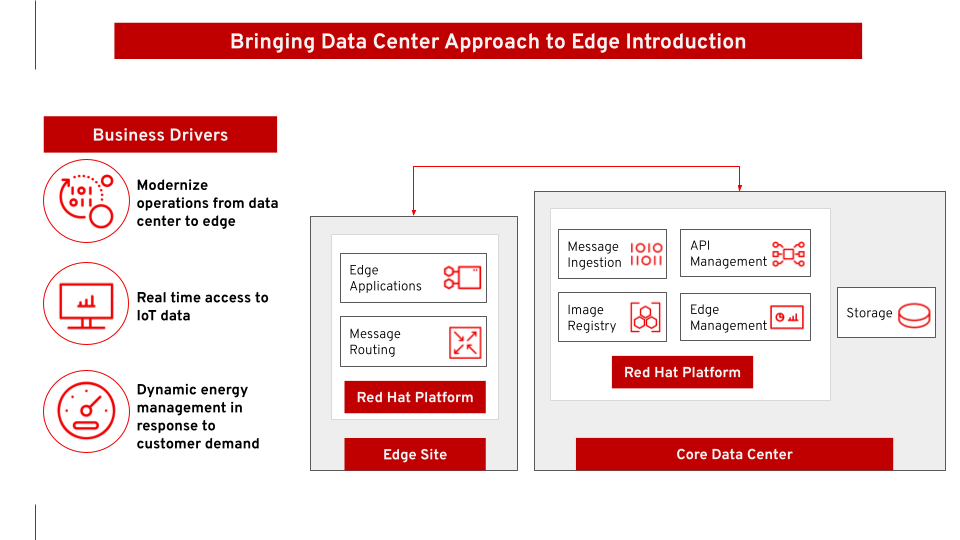 Bringing Data Center Approach to Edge Introduction
Business Drivers
Modernize
operations from data
center to edge
Real time access to
IoT data
Dynamic energy
management in
response to
customer demand
Edge
Applications
Message
Routing
Red Hat Platform
Edge Site
Message
Ingestion
1010
11011
API
Management
Image
Registry
Edge
Management
Red Hat Platform
Storage
Core Data Center